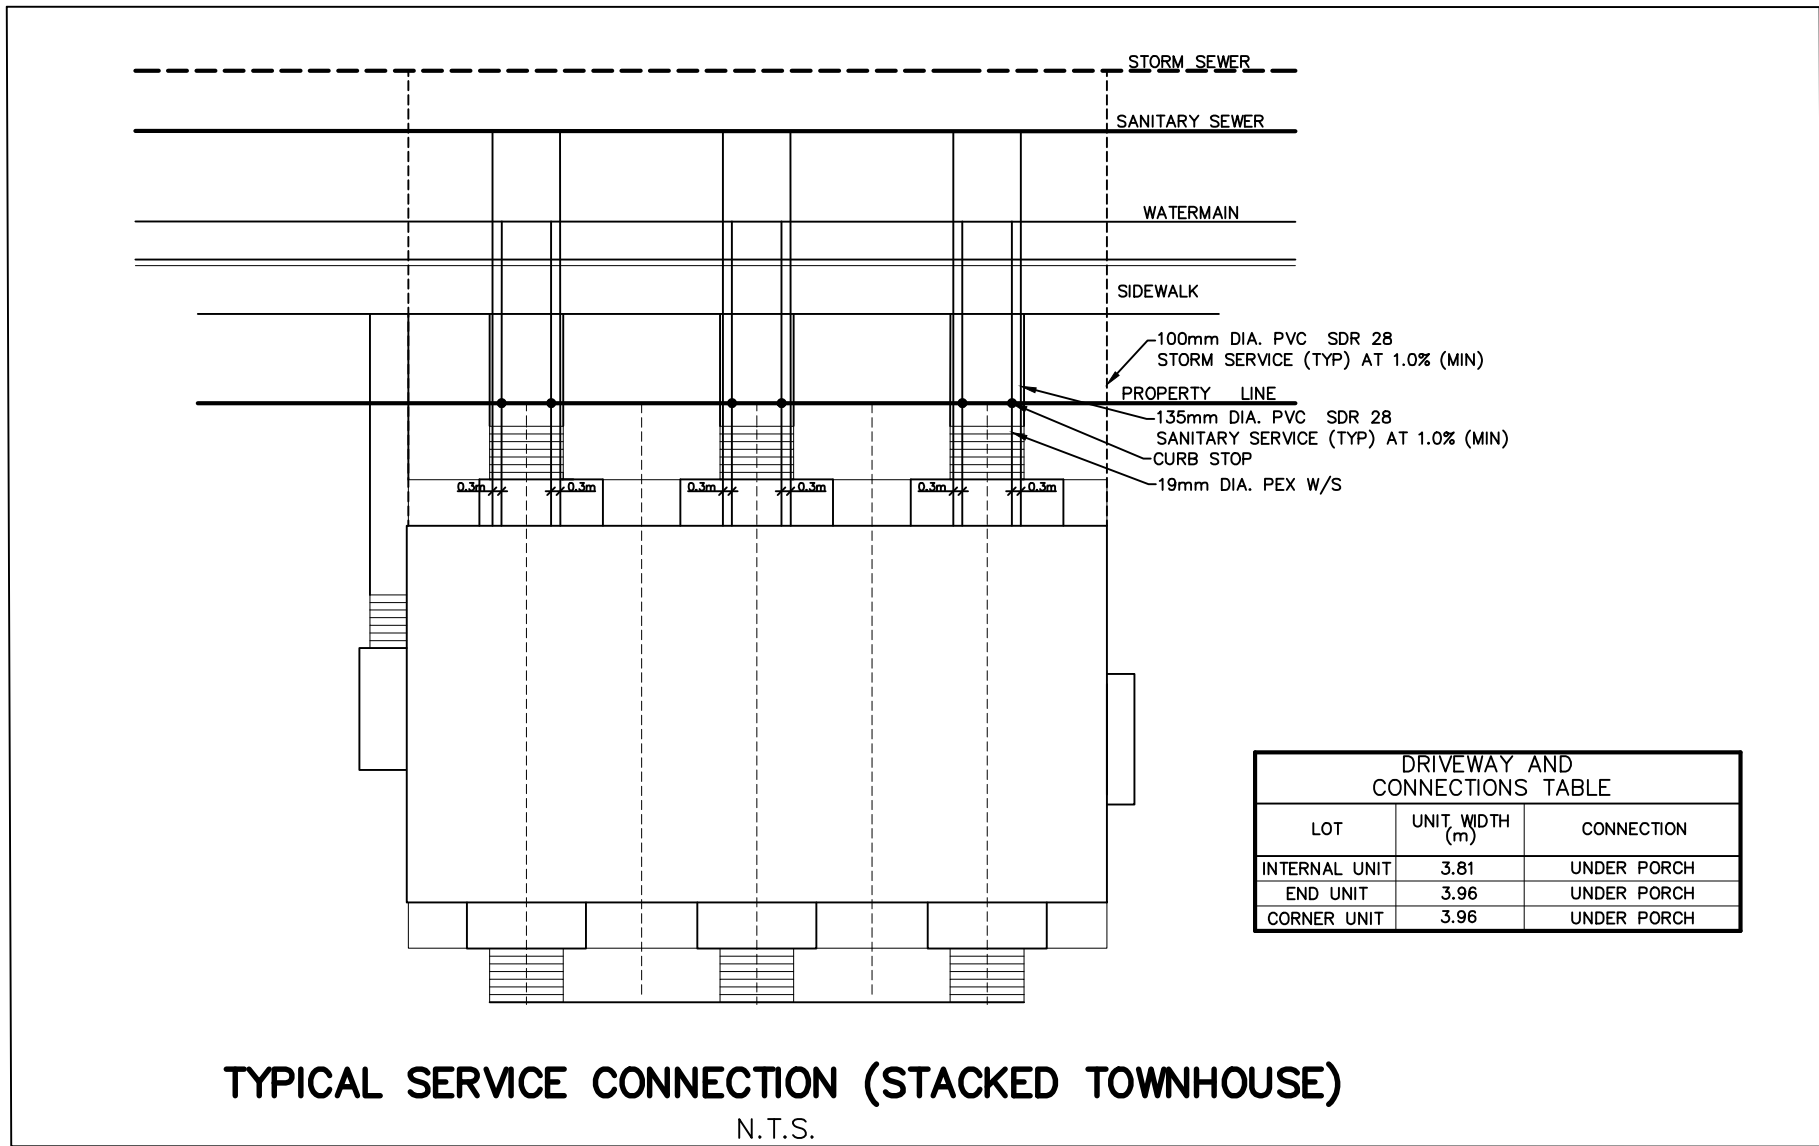 STORM SEWER
SANITARY SEWER
WATERMAIN
SIDEWALK
100mm DIA. PVC SDR 28
STORM SERVICE (TYP) AT 1.0% (MIN)
PROPERTY LINE
135mm DIA. PVC SDR 28
SANITARY SERVICE (TYP) AT 1.0% (MIN)
CURB STOP
19mm DIA. PEX W/S
0.3m 0.3m 0.3m 0.3m 0.3m 0.3m
DRIVEWAY AND
CONNECTIONS TABLE
LOT UNIT WIDTH (m) CONNECTION
INTERNAL UNIT 3.81 UNDER PORCH
END UNIT 3.96 UNDER PORCH
CORNER UNIT 3.96 UNDER PORCH
TYPICAL SERVICE CONNECTION (STACKED TOWNHOUSE)
N.T.S.